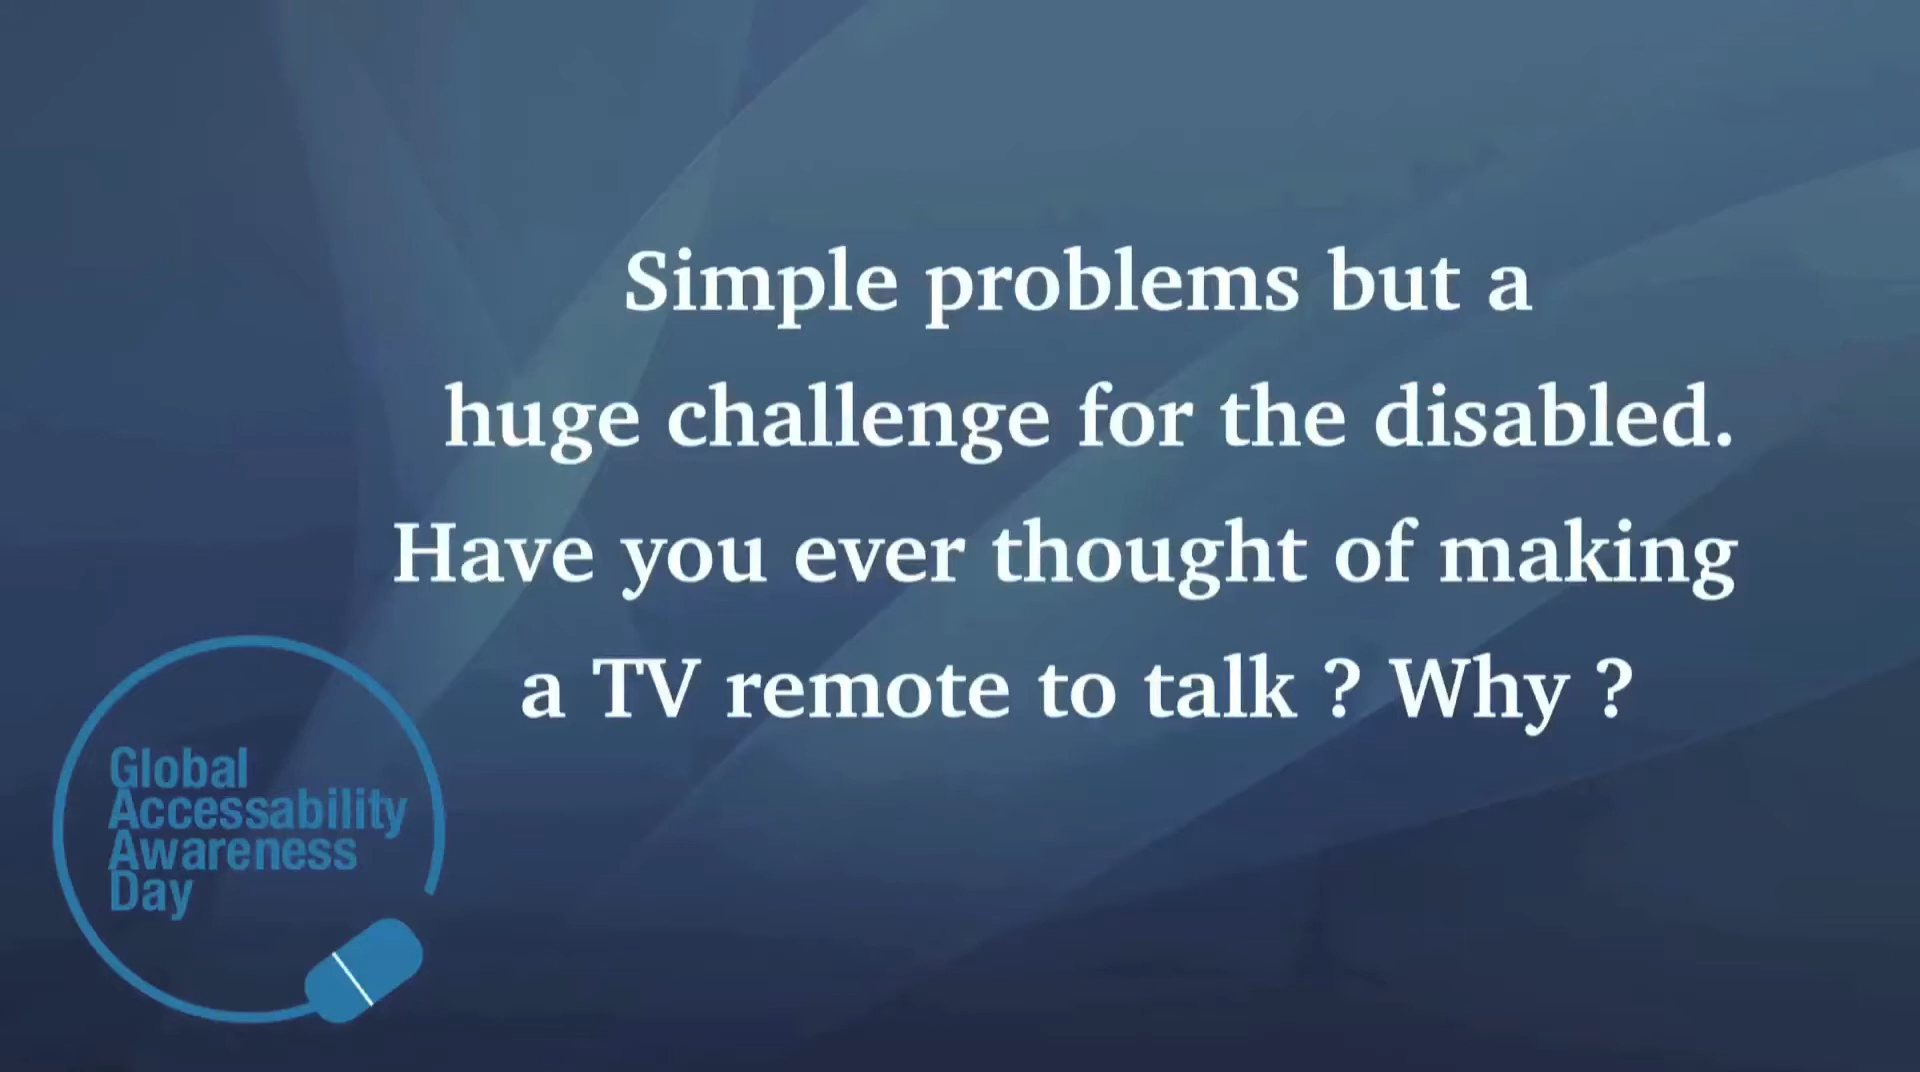 Simple problems but a
huge challenge for the disabled.
Have you ever thought of making
a TV remote to talk ? Why ?
Global
Accessability
Awareness
Day